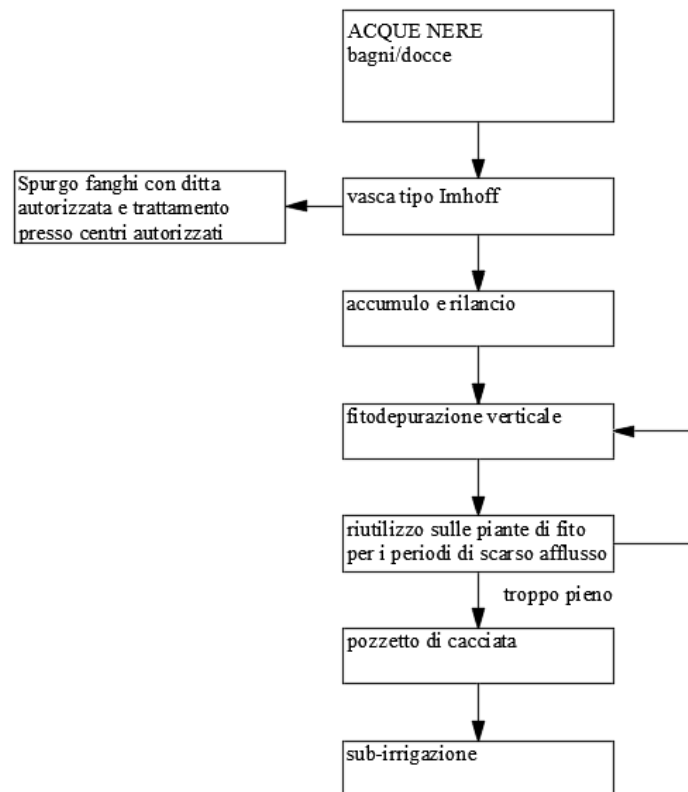 ACQUE NERE
bagni/docce
Spurgo fanghi con ditta
autorizzata e trattamento
presso centri autorizzati
vasca tipo Imhoff
accumulo e rilancio
fitodepurazione verticale
riutilizzo sulle piante di fito
per i periodi di scarso afflusso
troppo pieno
pozzetto di cacciata
sub-irrigazione